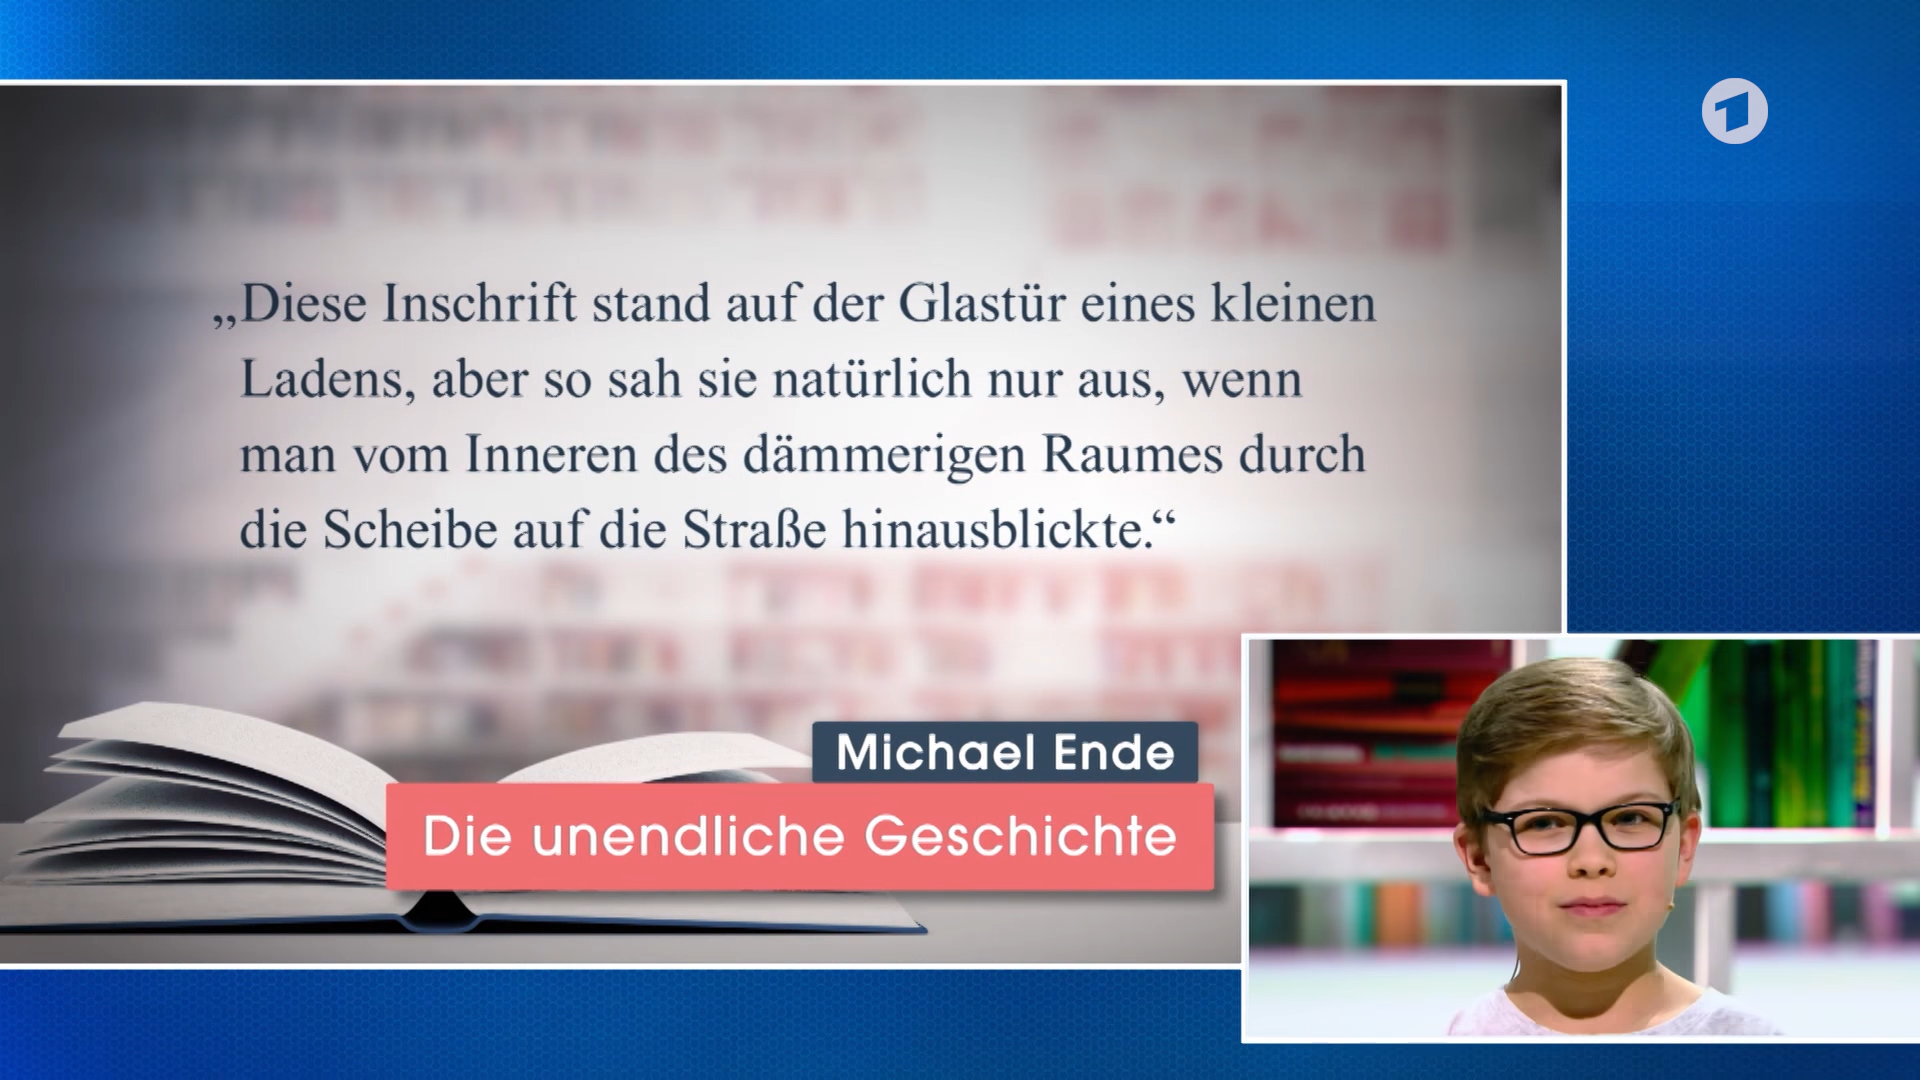 „Diese Inschrift stand auf der Glastür eines kleinen
Ladens, aber so sah sie natürlich nur aus, wenn
man vom Inneren des dämmerigen Raumes durch
die Scheibe auf die Straße hinausblickte.“
Michael Ende
Die unendliche Geschichte